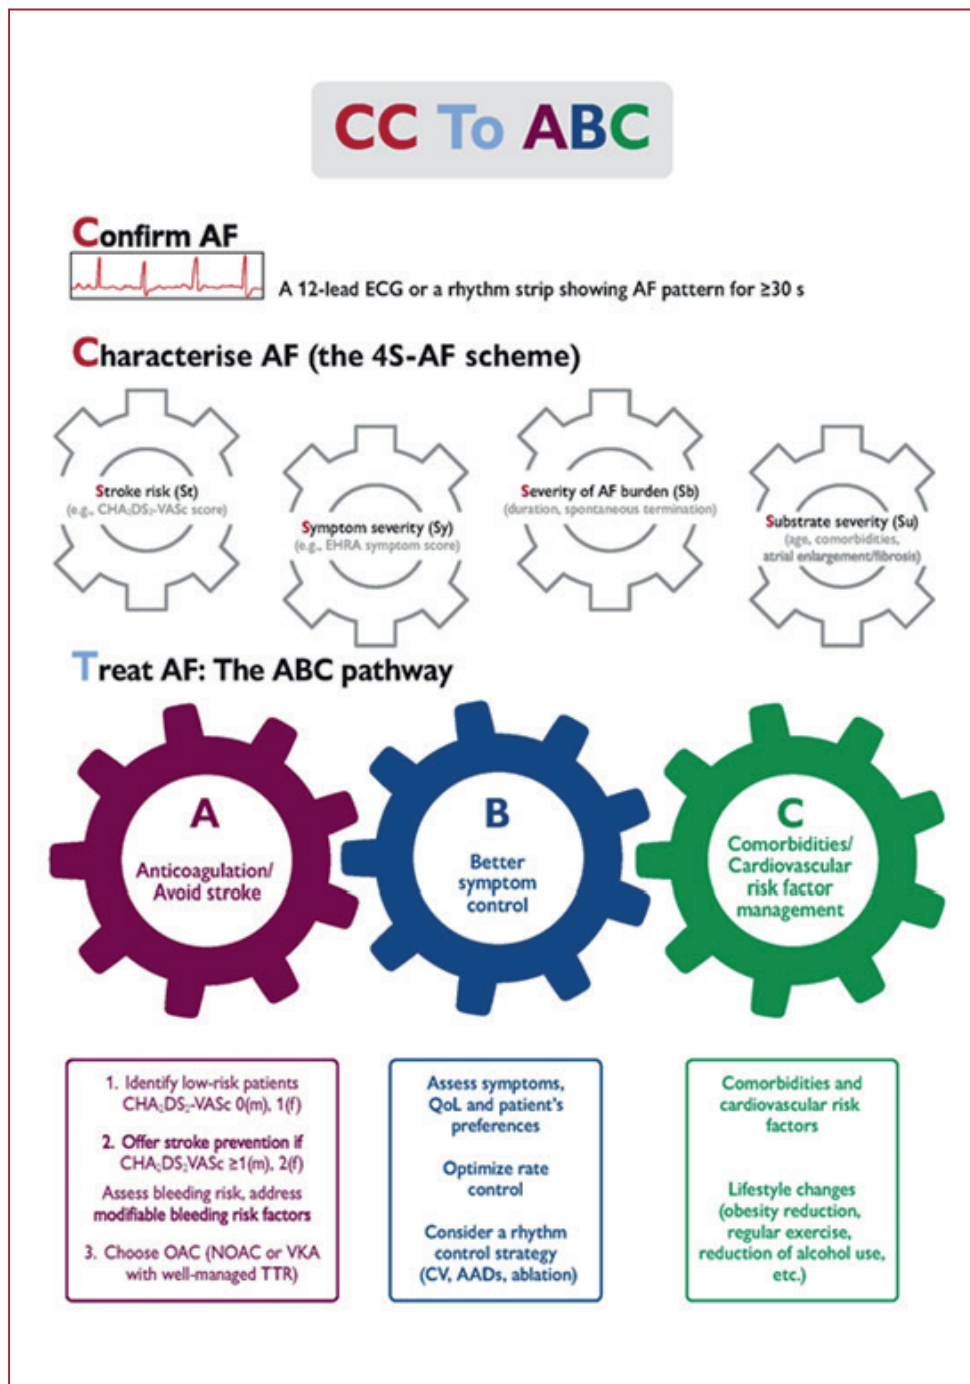 CC To ABC
Confirm AF
A 12-lead ECG or a rhythm strip showing AF pattern for ≥30 s
Characterise AF (the 4S-AF scheme)
Stroke risk (St)
(e.g., CHA₂DS₂-VASc score)
Symptom severity (Sy)
(e.g., EHRA symptom score)
Severity of AF burden (Sb)
(duration, spontaneous termination)
Substrate severity (Su)
(age, comorbidities,
atrial enlargement/fibrosis)
Treat AF: The ABC pathway
A
Anticoagulation/
Avoid stroke
B
Better
symptom
control
C
Comorbidities/
Cardiovascular
risk factor
management
1. Identify low-risk patients
CHA₂DS₂-VASc 0(m), 1(f)
2. Offer stroke prevention if
CHA₂DS₂VASc ≥1(m), 2(f)
Assess bleeding risk, address
modifiable bleeding risk factors
3. Choose OAC (NOAC or VKA
with well-managed TTR)
Assess symptoms,
QoL and patient's
preferences
Optimize rate
control
Consider a rhythm
control strategy
(CV, AADs, ablation)
Comorbidities and
cardiovascular risk
factors
Lifestyle changes
(obesity reduction,
regular exercise,
reduction of alcohol use,
etc.)